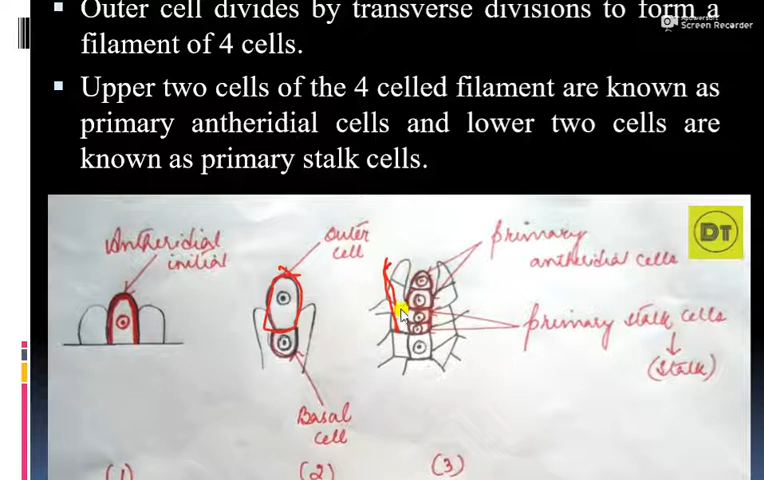 Outer cell divides by transverse divisions to form a
filament of 4 cells.
Screen Recorder
Upper two cells of the 4 celled filament are known as
primary antheridial cells and lower two cells are
known as primary stalk cells.
DT
Antheridial
initial
Outer
cell
primary
antheridial cells
primary stalk cells
(stalk)
Basal
cell
(1)
(2)
(3)